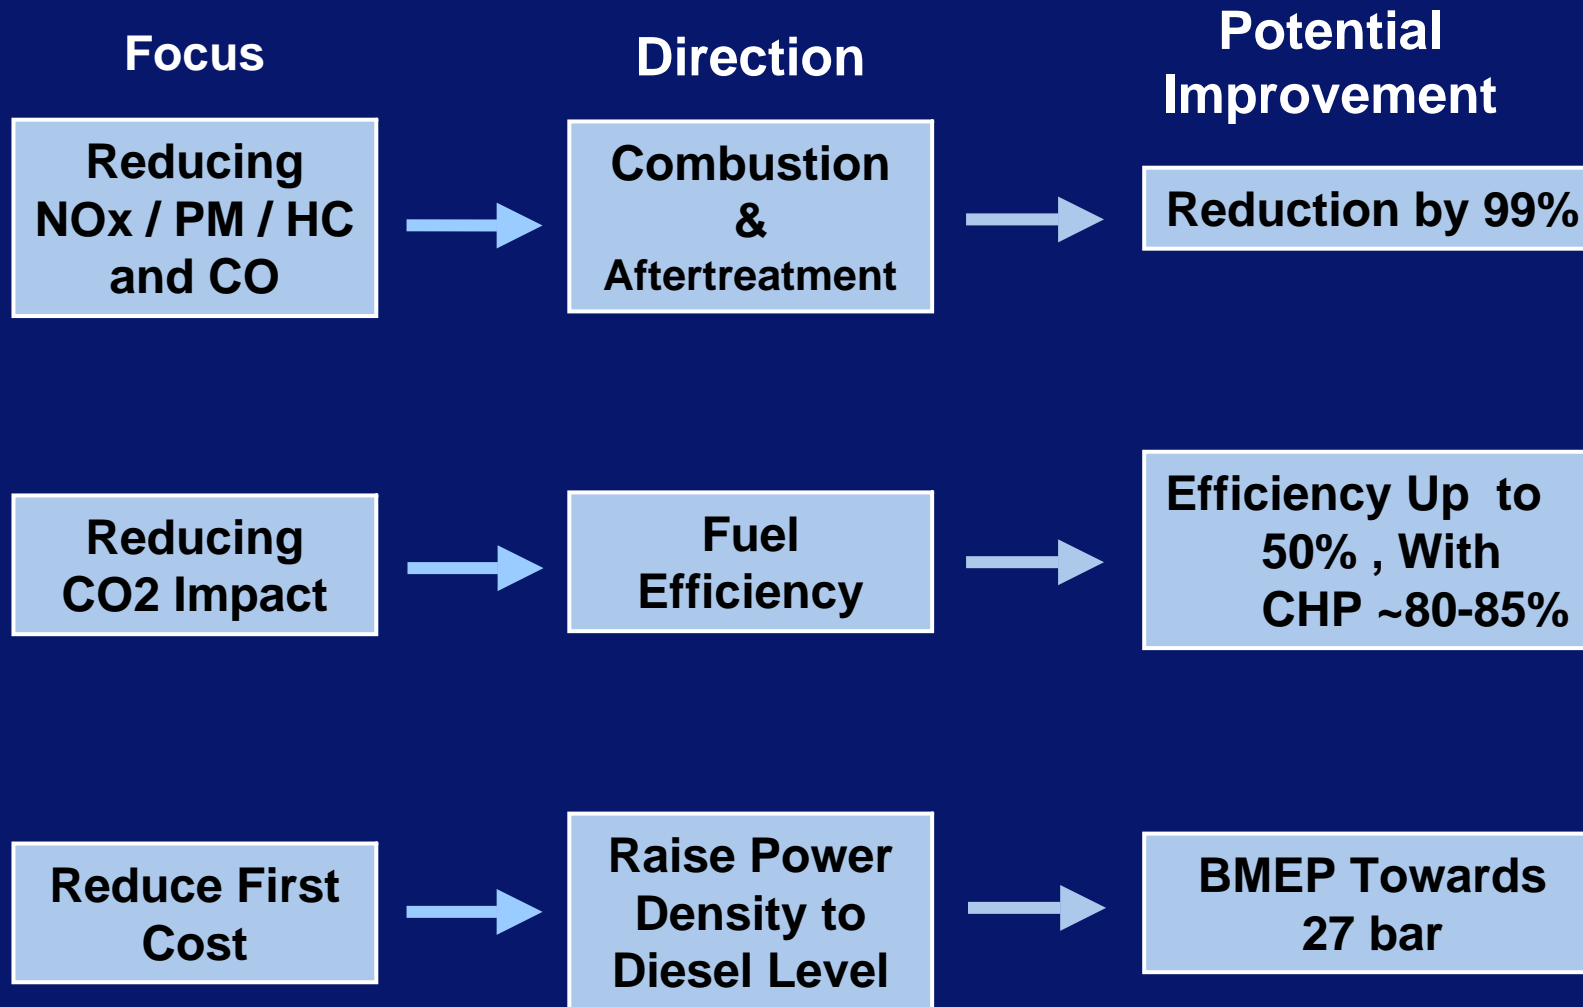 Focus
Direction
Potential
Improvement
Reducing
NOx / PM / HC
and CO
Combustion
&
Aftertreatment
Reduction by 99%
Reducing
CO2 Impact
Fuel
Efficiency
Efficiency Up to
50% , With
CHP ~80-85%
Reduce First
Cost
Raise Power
Density to
Diesel Level
BMEP Towards
27 bar